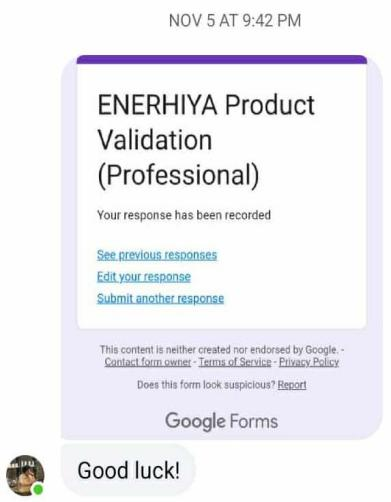 NOV 5 AT 9:42 PM
ENERHIYA Product
Validation
(Professional)
Your response has been recorded
See previous responses
Edit your response
Submit another response
This content is neither created nor endorsed by Google. -
Contact form owner - Terms of Service - Privacy Policy
Does this form look suspicious? Report
Google Forms
Good luck!